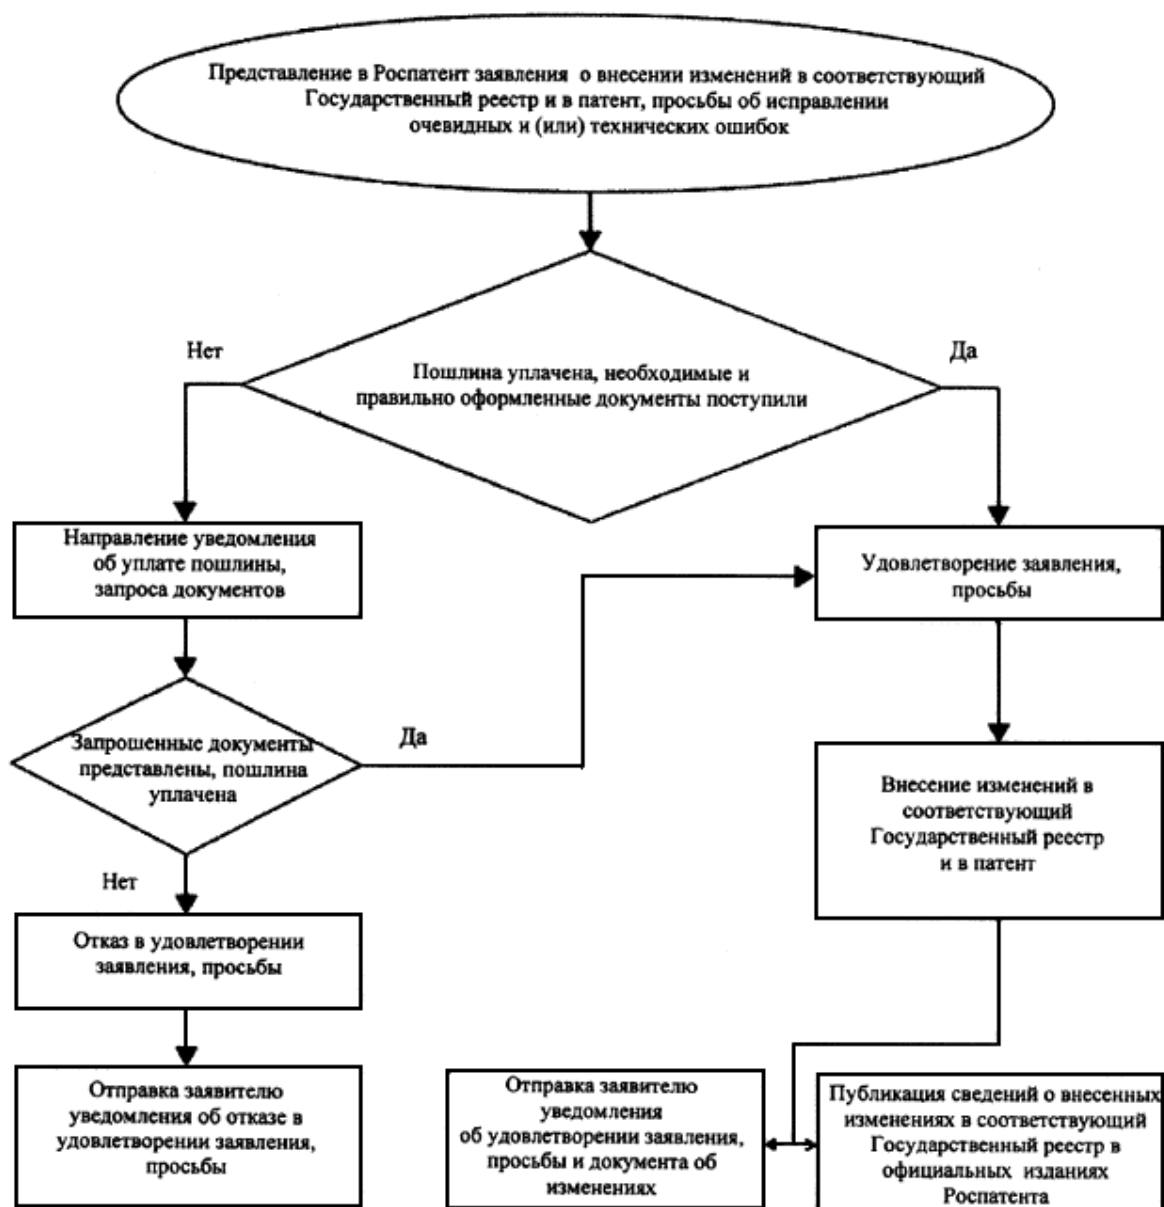 Представление в Роспатент заявления о внесении изменений в соответствующий
Государственный реестр и в патент, просьбы об исправлении
очевидных и (или) технических ошибок
Нет
Да
Пошлина уплачена, необходимые и
правильно оформленные документы поступили
Направление уведомления
об уплате пошлины,
запроса документов
Удовлетворение заявления,
просьбы
Да
Запрошенные документы
представлены, пошлина
уплачена
Внесение изменений в
соответствующий
Государственный реестр
и в патент
Нет
Отказ в удовлетворении
заявления, просьбы
Отправка заявителю
уведомления об отказе в
удовлетворении заявления,
просьбы
Отправка заявителю
уведомления
об удовлетворении заявления,
просьбы и документа об
изменениях
Публикация сведений о внесенных
изменениях в соответствующий
Государственный реестр в
официальных изданиях
Роспатента